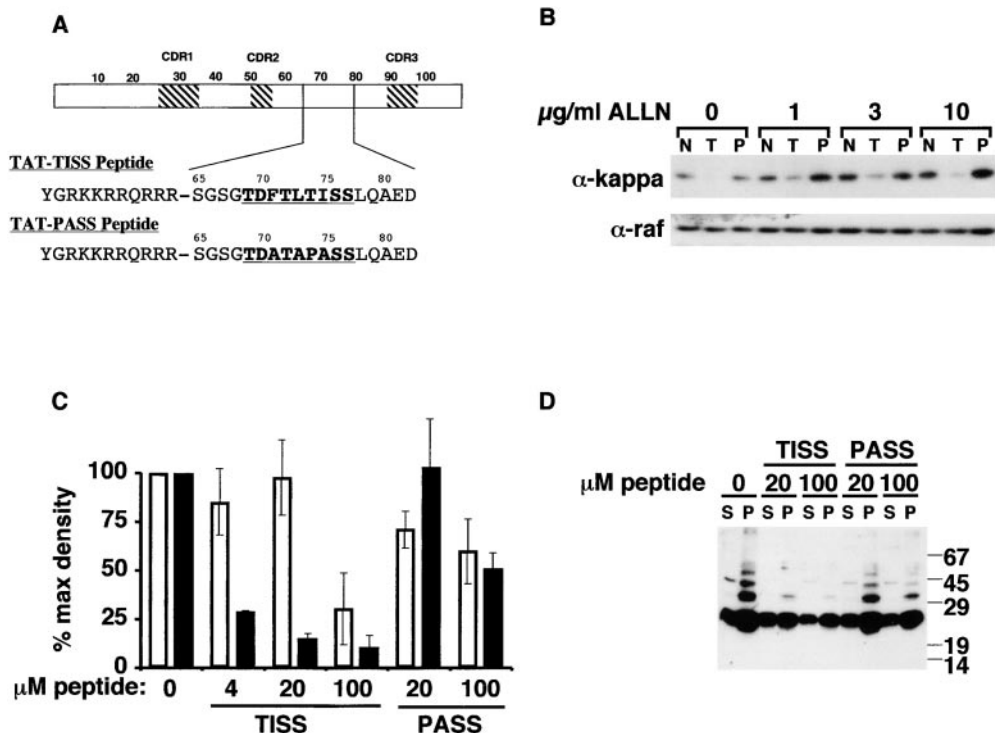 A
CDR1 CDR2 CDR3
10 20 30 40 50 60 70 80 90 100
TAT-TISS Peptide
65 70 75 80
YGRKKRRQRRR– SGSGTDFTLTISSLQAED
TAT-PASS Peptide
65 70 75 80
YGRKKRRQRRR– SGSGTDATAPASSLQAED
B
µg/ml ALLN 0 1 3 10
N T P N T P N T P N T P
α-kappa
α-raf
C
% max density
100
75
50
25
0
µM peptide: 0 4 20 100 20 100
TISS PASS
D
TISS PASS
µM peptide 0 20 100 20 100
S P S P S P S P S P
67
45
29
19
14